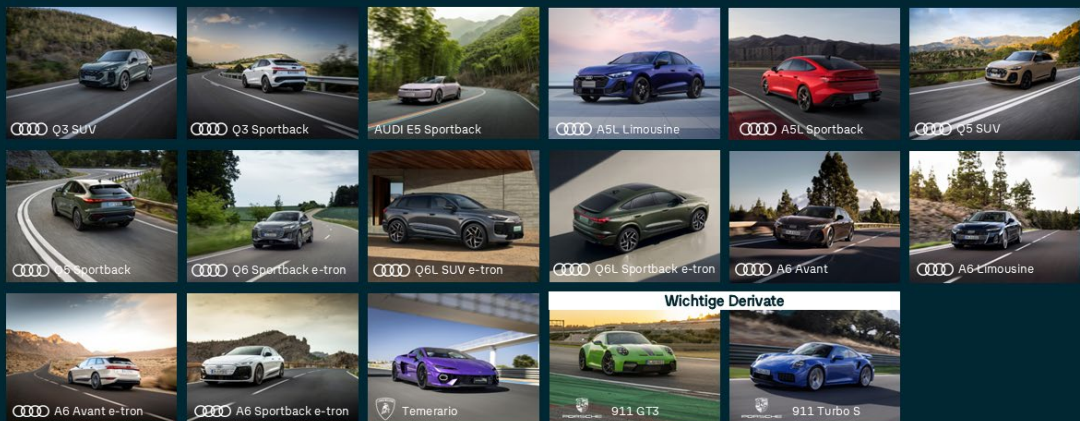 Q3 SUV
Q3 Sportback
AUDI E5 Sportback
A5L Limousine
A5L Sportback
Q5 SUV
Q5 Sportback
Q6 Sportback e-tron
Q6L SUV e-tron
Q6L Sportback e-tron
A6 Avant
A6 Limousine
Wichtige Derivate
A6 Avant e-tron
A6 Sportback e-tron
Temerario
PORSCHE 911 GT3
PORSCHE 911 Turbo S